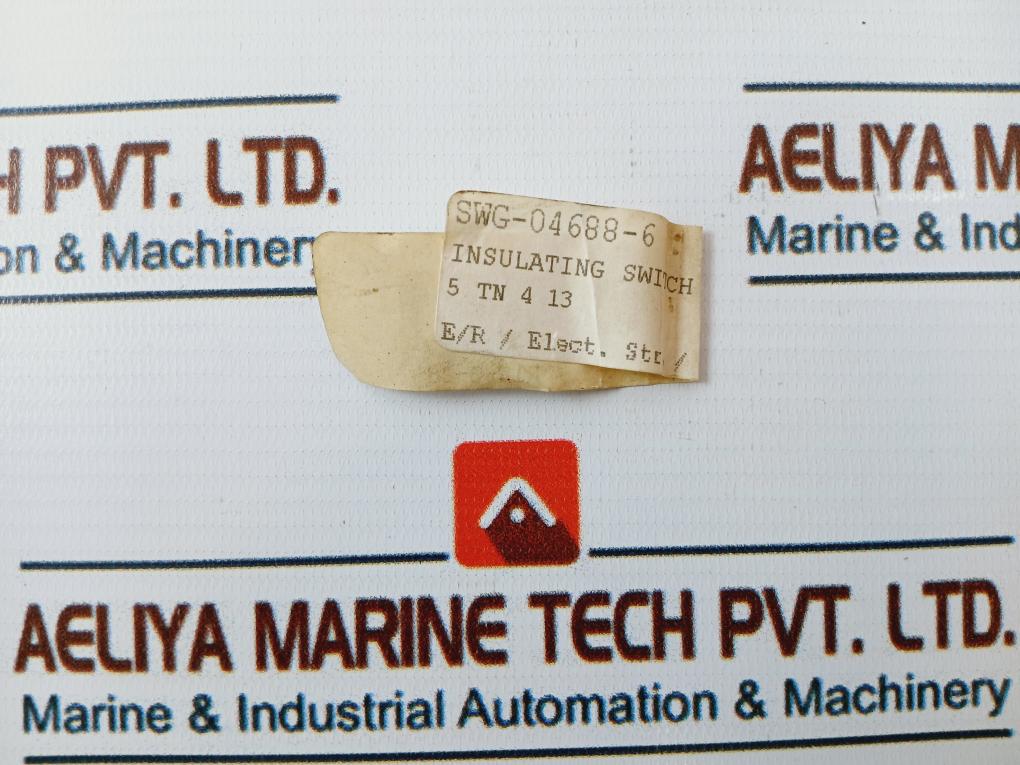 H PVT. LTD.
on & Machinery
AELIYA M
Marine & Ind
SWG-04688-6
INSULATING SWITCH
5 TN 4 13
E/R / Elect. Str. /
AELIYA MARINE TECH PVT. LTD.
Marine & Industrial Automation & Machinery